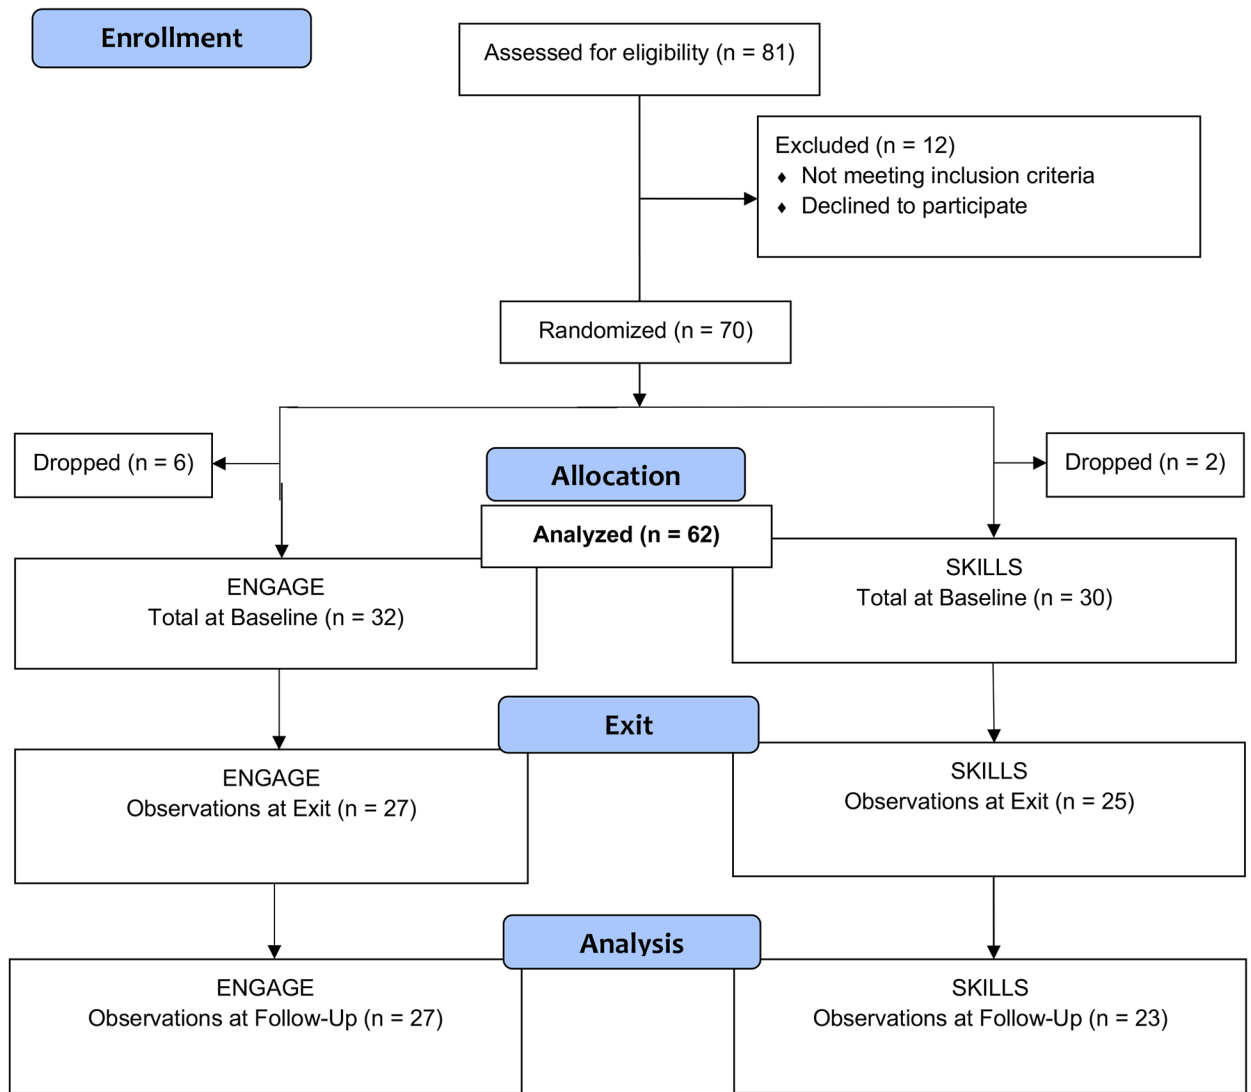 Enrollment
Assessed for eligibility (n = 81)
Excluded (n = 12)
♦ Not meeting inclusion criteria
♦ Declined to participate
Randomized (n = 70)
Dropped (n = 6)
Allocation
Dropped (n = 2)
Analyzed (n = 62)
ENGAGE
Total at Baseline (n = 32)
SKILLS
Total at Baseline (n = 30)
Exit
ENGAGE
Observations at Exit (n = 27)
SKILLS
Observations at Exit (n = 25)
Analysis
ENGAGE
Observations at Follow-Up (n = 27)
SKILLS
Observations at Follow-Up (n = 23)